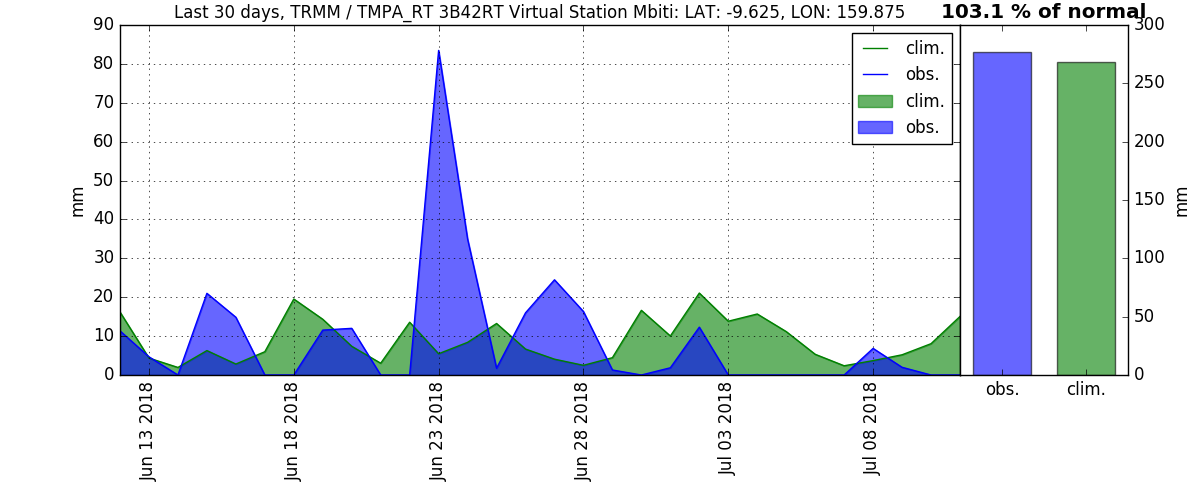 Last 30 days, TRMM / TMPA_RT 3B42RT Virtual Station Mbiti: LAT: -9.625, LON: 159.875
103.1 % of normal
90
80
70
60
50
40
30
20
10
0
mm
clim.
obs.
clim.
obs.
Jun 13 2018
Jun 18 2018
Jun 23 2018
Jun 28 2018
Jul 03 2018
Jul 08 2018
300
250
200
150
100
50
0
mm
obs.
clim.